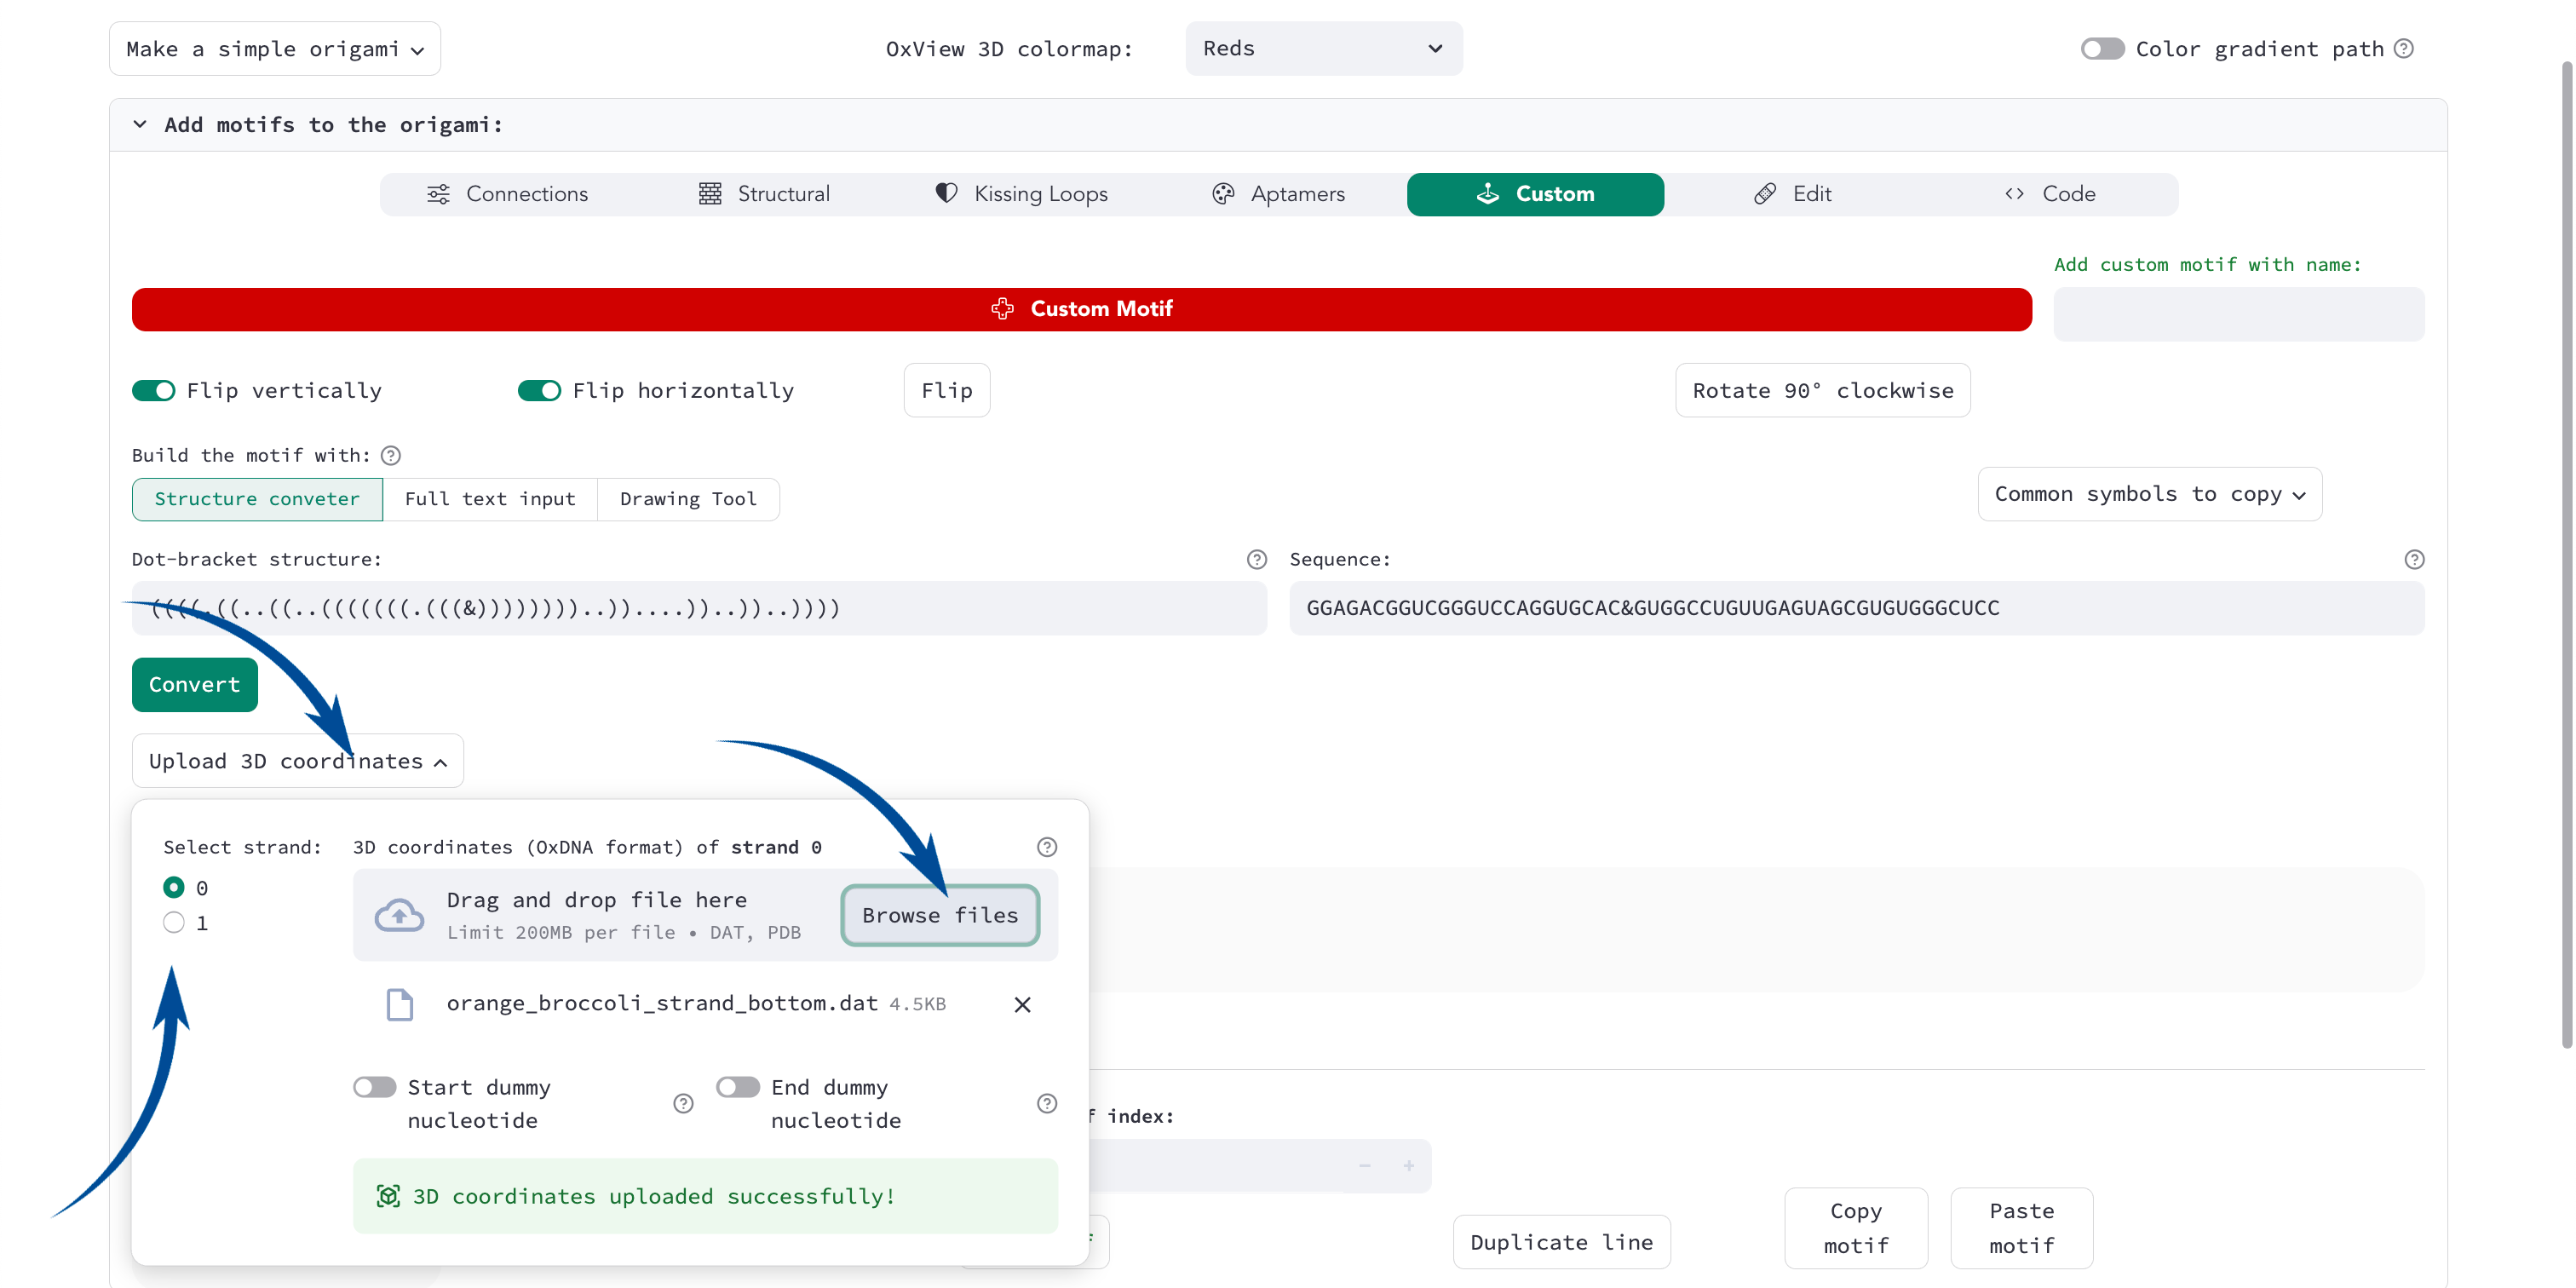 Make a simple origami
OxView 3D colormap:
Reds
Color gradient path
Add motifs to the origami:
Connections
Structural
Kissing Loops
Aptamers
Custom
Edit
Code
Add custom motif with name:
Custom Motif
Flip vertically
Flip horizontally
Flip
Rotate 90° clockwise
Build the motif with:
Structure conveter
Full text input
Drawing Tool
Common symbols to copy
Dot-bracket structure:
Sequence:
((((.((..((..(((((((.(((&))))))))..))....))..))..))))
GGAGACGGUCGGGUCCAGGUGCAC&GUGGCCUGUUGAGUAGCGUGUGGGCUCC
Convert
Upload 3D coordinates
Select strand:
3D coordinates (OxDNA format) of strand 0
0
1
Drag and drop file here
Limit 200MB per file • DAT, PDB
Browse files
orange_broccoli_strand_bottom.dat 4.5KB
Start dummy
nucleotide
End dummy
nucleotide
f index:
3D coordinates uploaded successfully!
Duplicate line
Copy
motif
Paste
motif